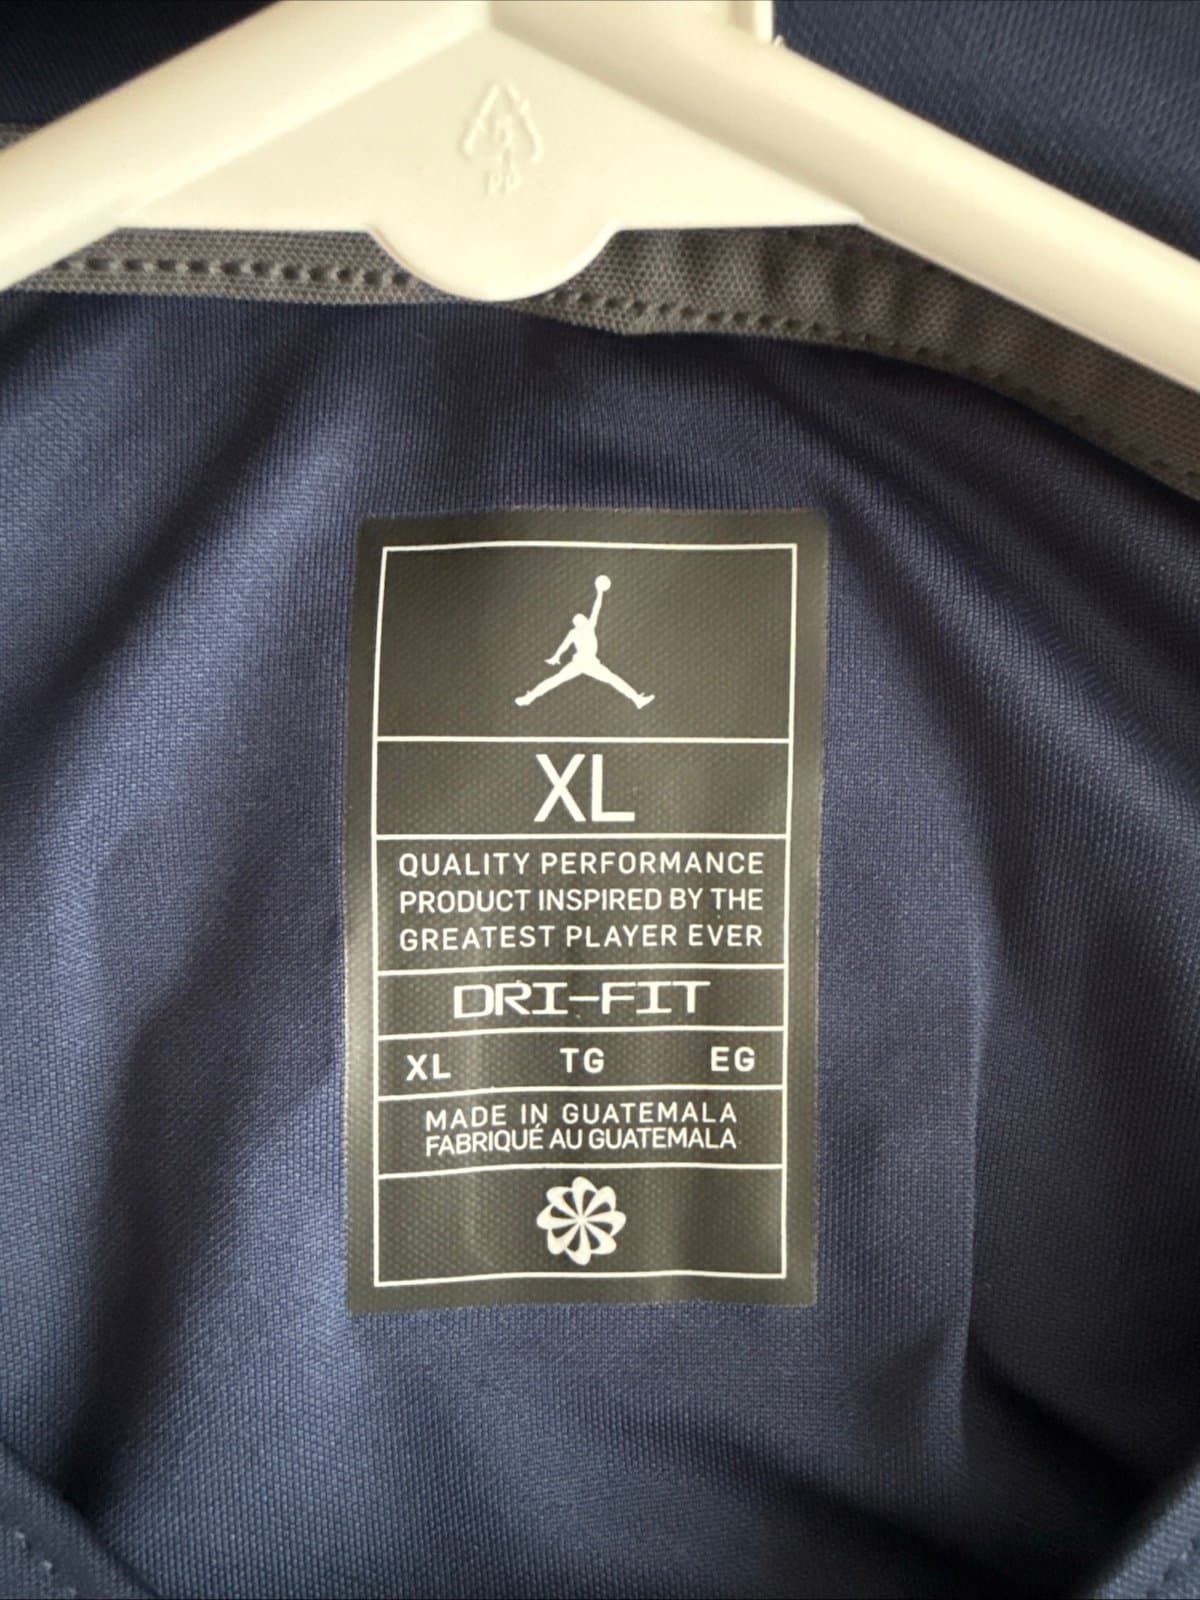 XL
QUALITY PERFORMANCE
PRODUCT INSPIRED BY THE
GREATEST PLAYER EVER
DRI-FIT
XL TG EG
MADE IN GUATEMALA
FABRIQUÉ AU GUATEMALA